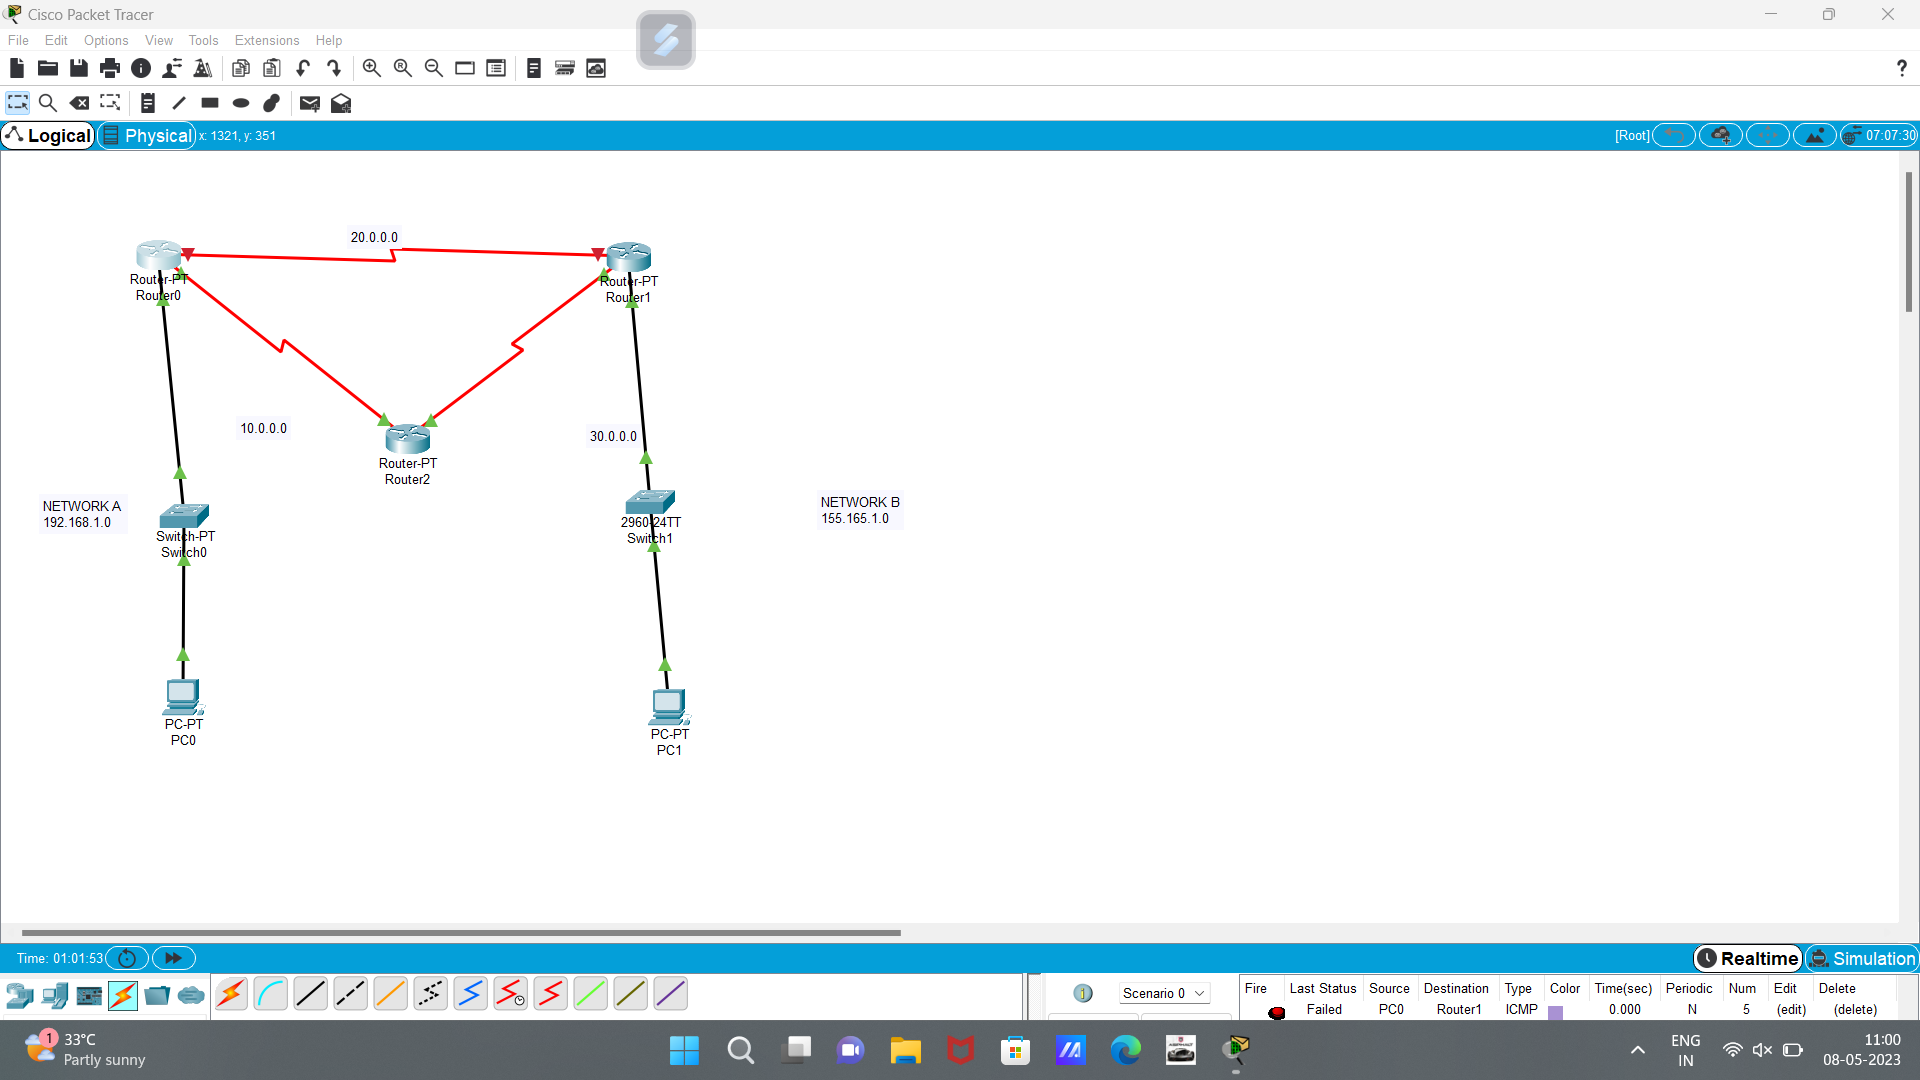 Cisco Packet Tracer
File Edit Options View Tools Extensions Help
?
Logical Physical x: 1321, y: 351 [Root] 07:07:30
20.0.0.0
Router-PT
Router0
Router-PT
Router1
10.0.0.0
30.0.0.0
Router-PT
Router2
NETWORK A
192.168.1.0
Switch-PT
Switch0
2960-24TT
Switch1
NETWORK B
155.165.1.0
PC-PT
PC0
PC-PT
PC1
Time: 01:01:53 Realtime Simulation
Scenario 0
Fire Last Status Source Destination Type Color Time(sec) Periodic Num Edit Delete
Failed PC0 Router1 ICMP 0.000 N 5 (edit) (delete)
1
33°C
Partly sunny
ENG
IN
11:00
08-05-2023